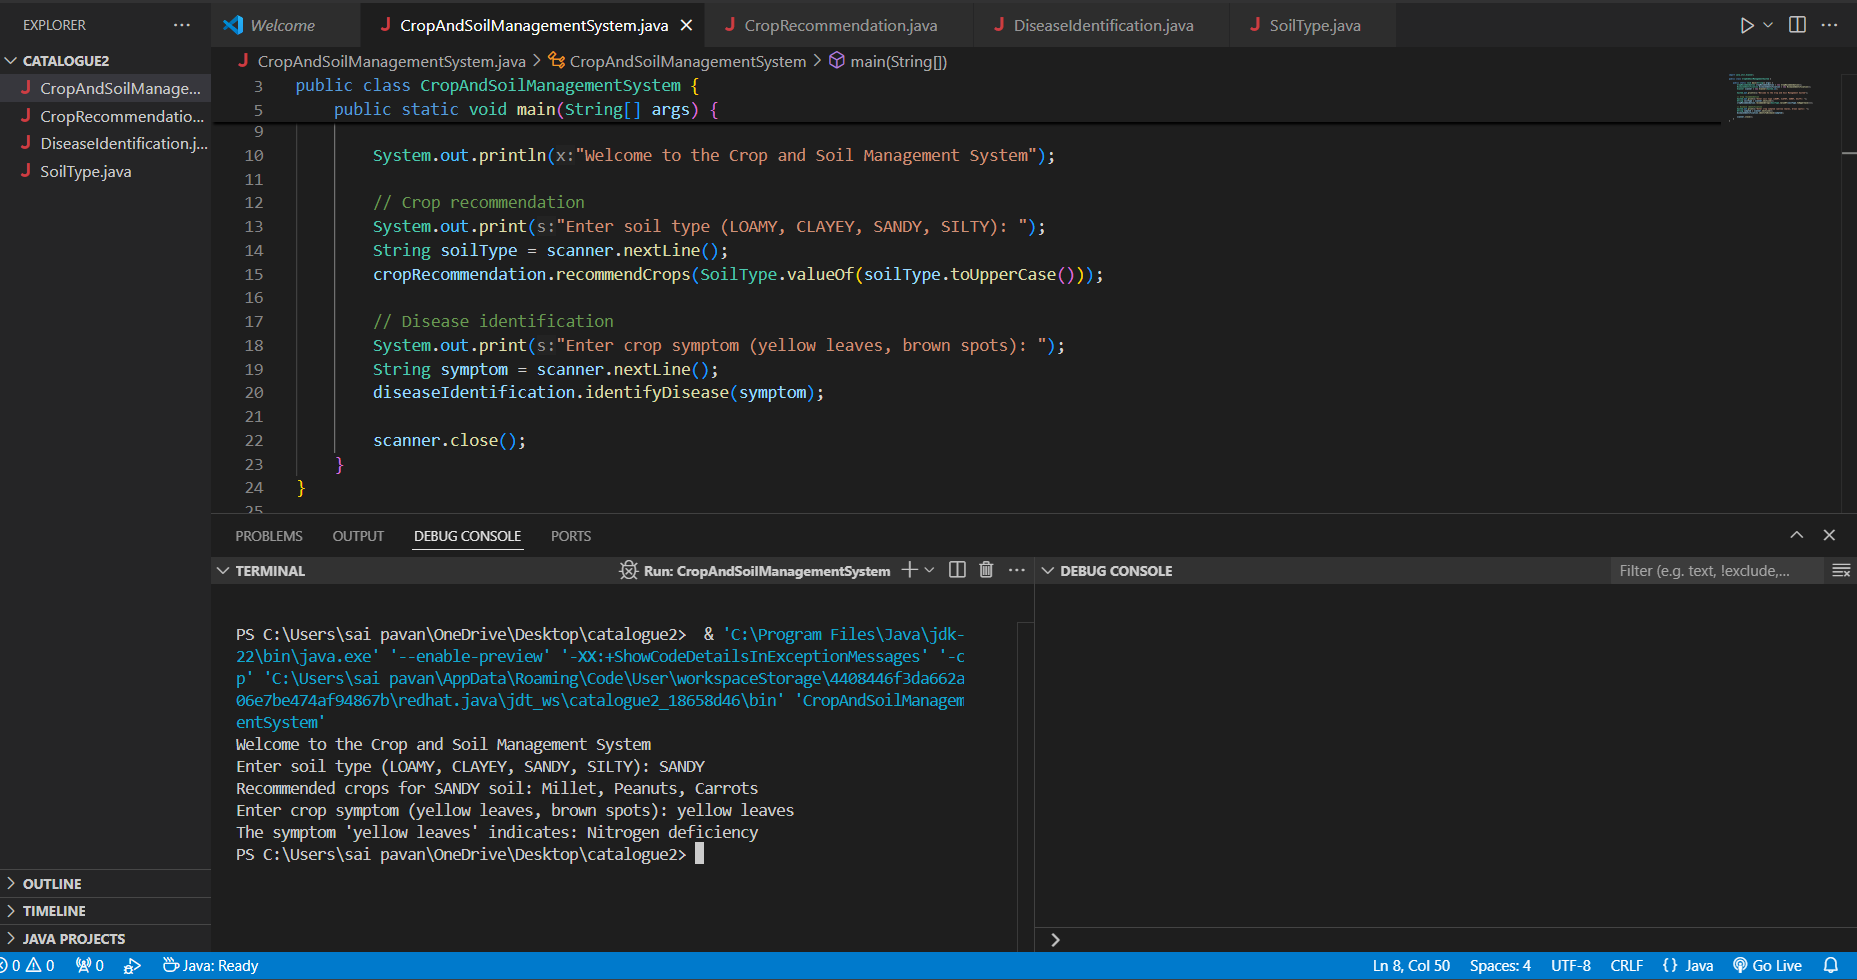 EXPLORER
Welcome
CropAndSoilManagementSystem.java
CropRecommendation.java
DiseaseIdentification.java
SoilType.java
CATALOGUE2
CropAndSoilManage...
CropRecommendatio...
DiseaseIdentification.j...
SoilType.java
CropAndSoilManagementSystem.java > CropAndSoilManagementSystem > main(String[])
3 public class CropAndSoilManagementSystem {
5 public static void main(String[] args) {
9
10 System.out.println(x:"Welcome to the Crop and Soil Management System");
11
12 // Crop recommendation
13 System.out.print(s:"Enter soil type (LOAMY, CLAYEY, SANDY, SILTY): ");
14 String soilType = scanner.nextLine();
15 cropRecommendation.recommendCrops(SoilType.valueOf(soilType.toUpperCase()));
16
17 // Disease identification
18 System.out.print(s:"Enter crop symptom (yellow leaves, brown spots): ");
19 String symptom = scanner.nextLine();
20 diseaseIdentification.identifyDisease(symptom);
21
22 scanner.close();
23 }
24 }
25
PROBLEMS OUTPUT DEBUG CONSOLE PORTS
TERMINAL
Run: CropAndSoilManagementSystem
DEBUG CONSOLE
Filter (e.g. text, !exclude,...
PS C:\Users\sai pavan\OneDrive\Desktop\catalogue2> & 'C:\Program Files\Java\jdk-
22\bin\java.exe' '--enable-preview' '-XX:+ShowCodeDetailsInExceptionMessages' '-c
p' 'C:\Users\sai pavan\AppData\Roaming\Code\User\workspaceStorage\4408446f3da662a
06e7be474af94867b\redhat.java\jdt_ws\catalogue2_18658d46\bin' 'CropAndSoilManagem
entSystem'
Welcome to the Crop and Soil Management System
Enter soil type (LOAMY, CLAYEY, SANDY, SILTY): SANDY
Recommended crops for SANDY soil: Millet, Peanuts, Carrots
Enter crop symptom (yellow leaves, brown spots): yellow leaves
The symptom 'yellow leaves' indicates: Nitrogen deficiency
PS C:\Users\sai pavan\OneDrive\Desktop\catalogue2>
OUTLINE
TIMELINE
JAVA PROJECTS
0 0 0 Java: Ready
Ln 8, Col 50 Spaces: 4 UTF-8 CRLF {} Java Go Live